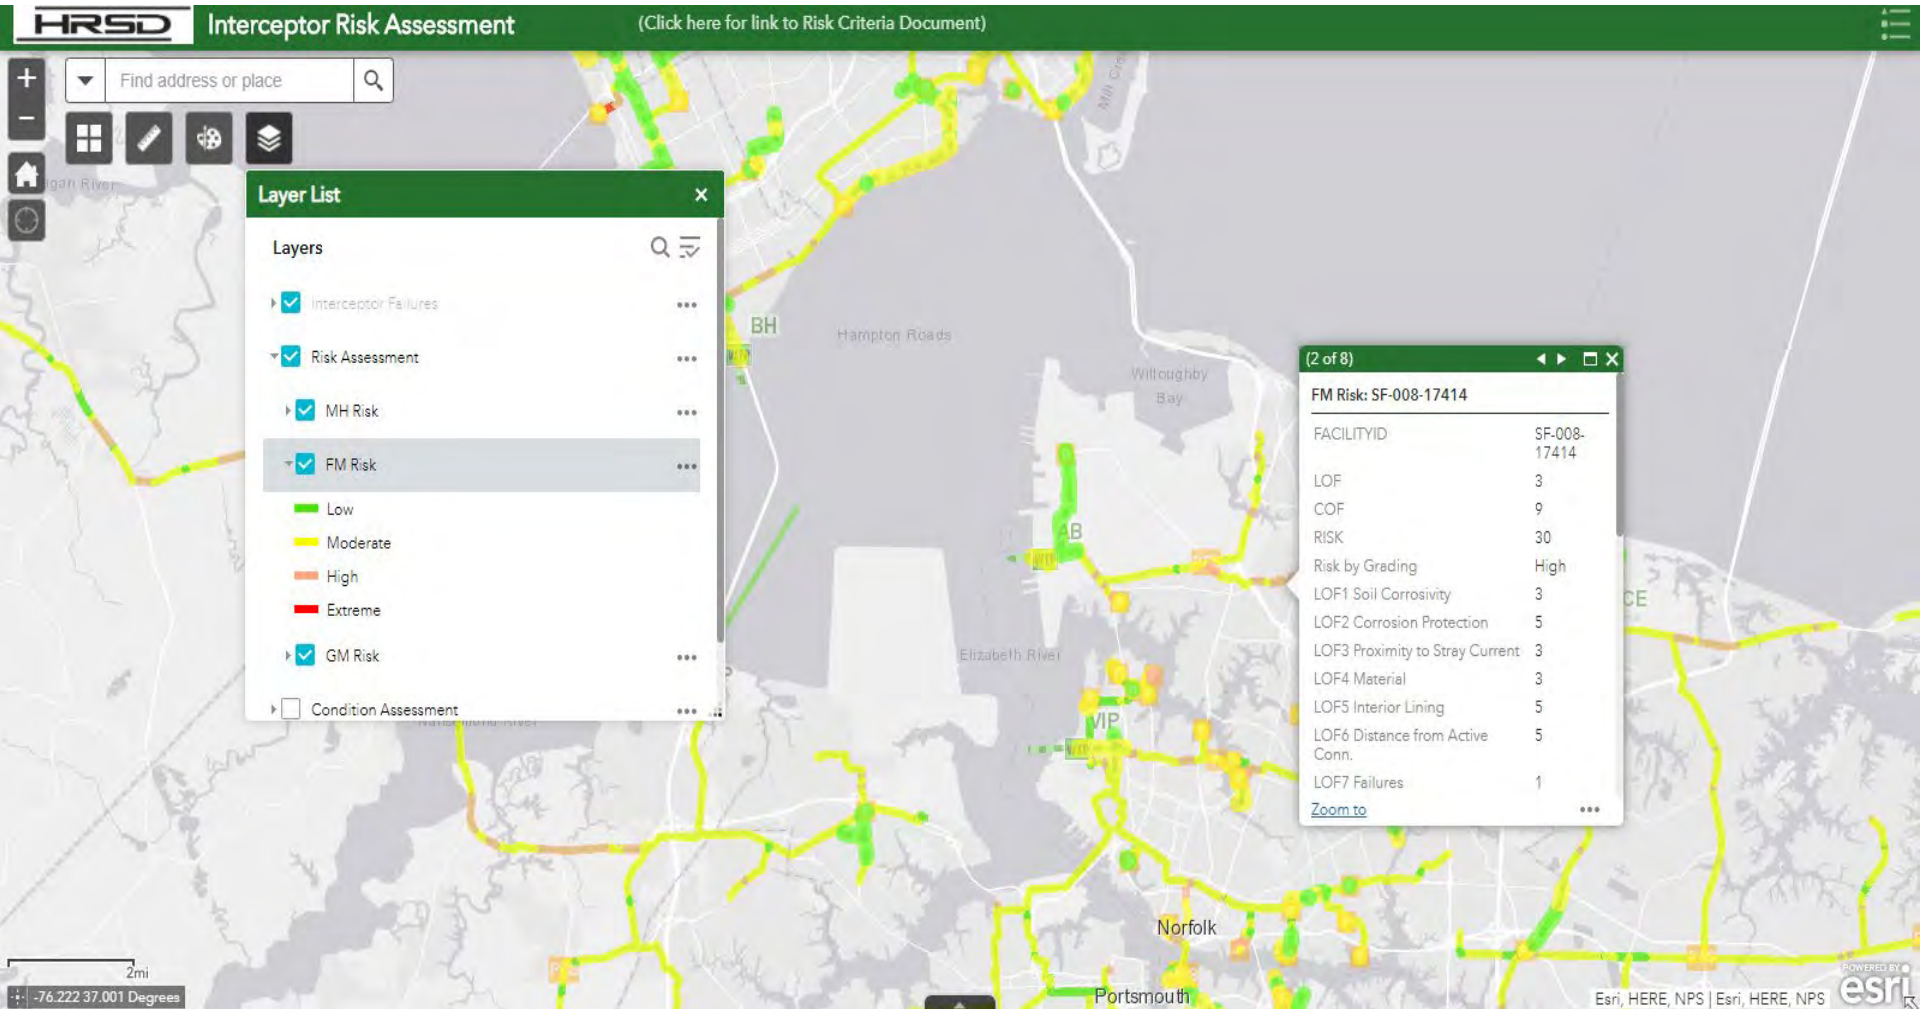 HRSD
Interceptor Risk Assessment
(Click here for link to Risk Criteria Document)
Find address or place
Layer List
Layers
Interceptor Failures
Risk Assessment
MH Risk
FM Risk
Low
Moderate
High
Extreme
GM Risk
Condition Assessment
BH
Hampton Roads
Willoughby
Bay
AB
Elizabeth River
VIP
CE
Norfolk
Portsmouth
(2 of 8)
FM Risk: SF-008-17414
FACILITYID SF-008-
17414
LOF 3
COF 9
RISK 30
Risk by Grading High
LOF1 Soil Corrosivity 3
LOF2 Corrosion Protection 5
LOF3 Proximity to Stray Current 3
LOF4 Material 3
LOF5 Interior Lining 5
LOF6 Distance from Active 5
Conn.
LOF7 Failures 1
Zoom to
2mi
-76.222 37.001 Degrees
POWERED BY
esri
Esri, HERE, NPS | Esri, HERE, NPS